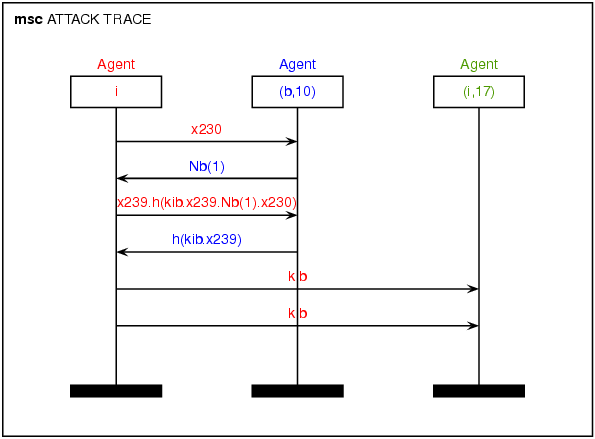 msc ATTACK TRACE
Agent Agent Agent
i (b,10) (i,17)
x230
Nb(1)
x239.h(kib.x239.Nb(1).x230)
h(kib.x239)
kib
kib